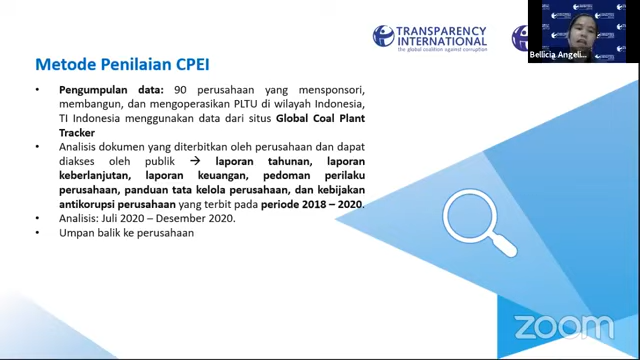 TRANSPARENCY
INTERNATIONAL
the global coalition against corruption
Bellicia Angeli...
Metode Penilaian CPEI
• Pengumpulan data: 90 perusahaan yang mensponsori,
membangun, dan mengoperasikan PLTU di wilayah Indonesia,
TI Indonesia menggunakan data dari situs Global Coal Plant
Tracker
• Analisis dokumen yang diterbitkan oleh perusahaan dan dapat
diakses oleh publik → laporan tahunan, laporan
keberlanjutan, laporan keuangan, pedoman perilaku
perusahaan, panduan tata kelola perusahaan, dan kebijakan
antikorupsi perusahaan yang terbit pada periode 2018 – 2020.
• Analisis: Juli 2020 – Desember 2020.
• Umpan balik ke perusahaan
zoom